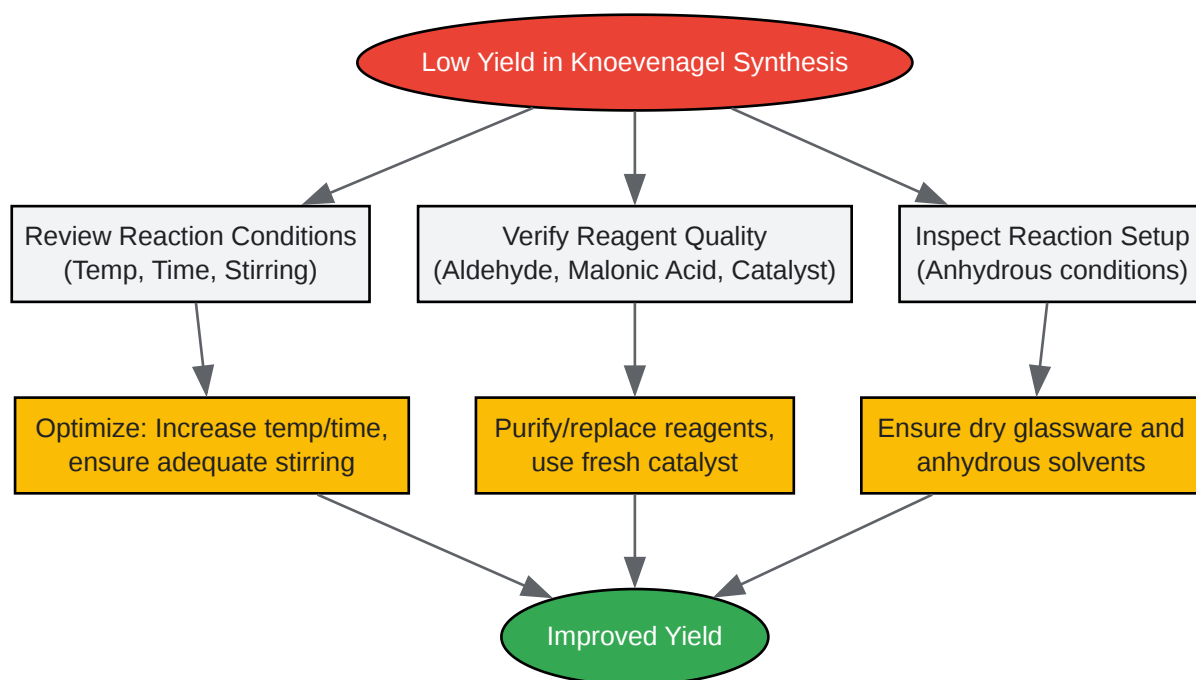 Low Yield in Knoevenagel Synthesis
Review Reaction Conditions
(Temp, Time, Stirring)
Verify Reagent Quality
(Aldehyde, Malonic Acid, Catalyst)
Inspect Reaction Setup
(Anhydrous conditions)
Optimize: Increase temp/time,
ensure adequate stirring
Purify/replace reagents,
use fresh catalyst
Ensure dry glassware and
anhydrous solvents
Improved Yield